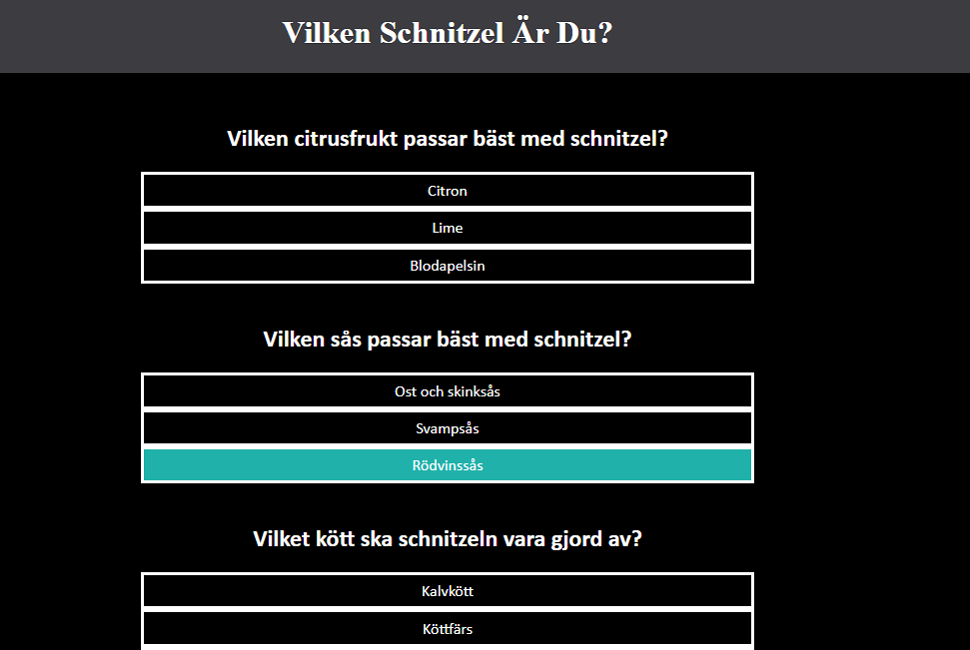 Vilken Schnitzel Är Du?
Vilken citrusfrukt passar bäst med schnitzel?
Citron
Lime
Blodapelsin
Vilken sås passar bäst med schnitzel?
Ost och skinksås
Svampsås
Rödvinssås
Vilket kött ska schnitzeln vara gjord av?
Kalvkött
Köttfärs